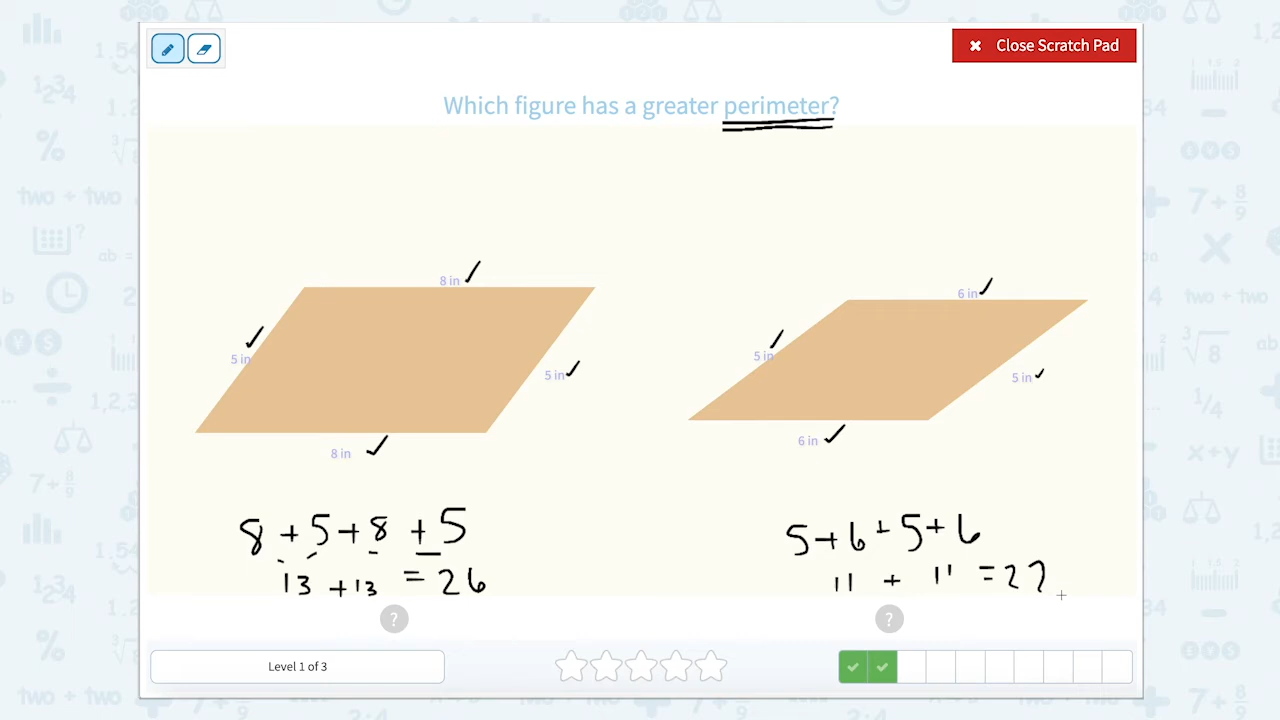 Close Scratch Pad
Which figure has a greater perimeter?
8 in
5 in
5 in
8 in
6 in
5 in
5 in
6 in
8 + 5 + 8 + 5
13 + 13 = 26
5 + 6 + 5 + 6
11 + 11 = 22
?
?
Level 1 of 3